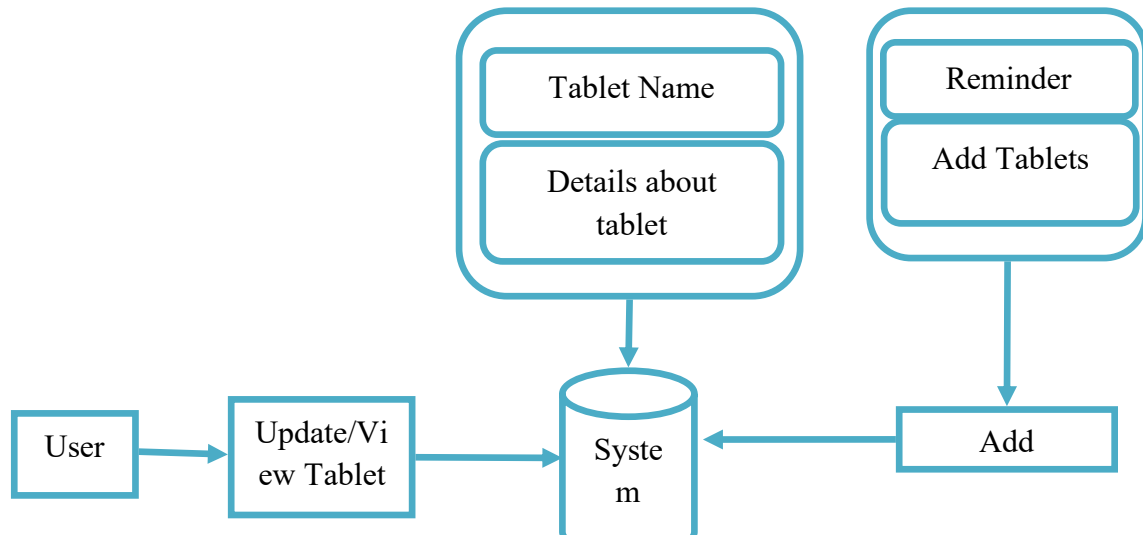 Tablet Name
Details about
tablet
Reminder
Add Tablets
User
Update/Vi
ew Tablet
Syste
m
Add